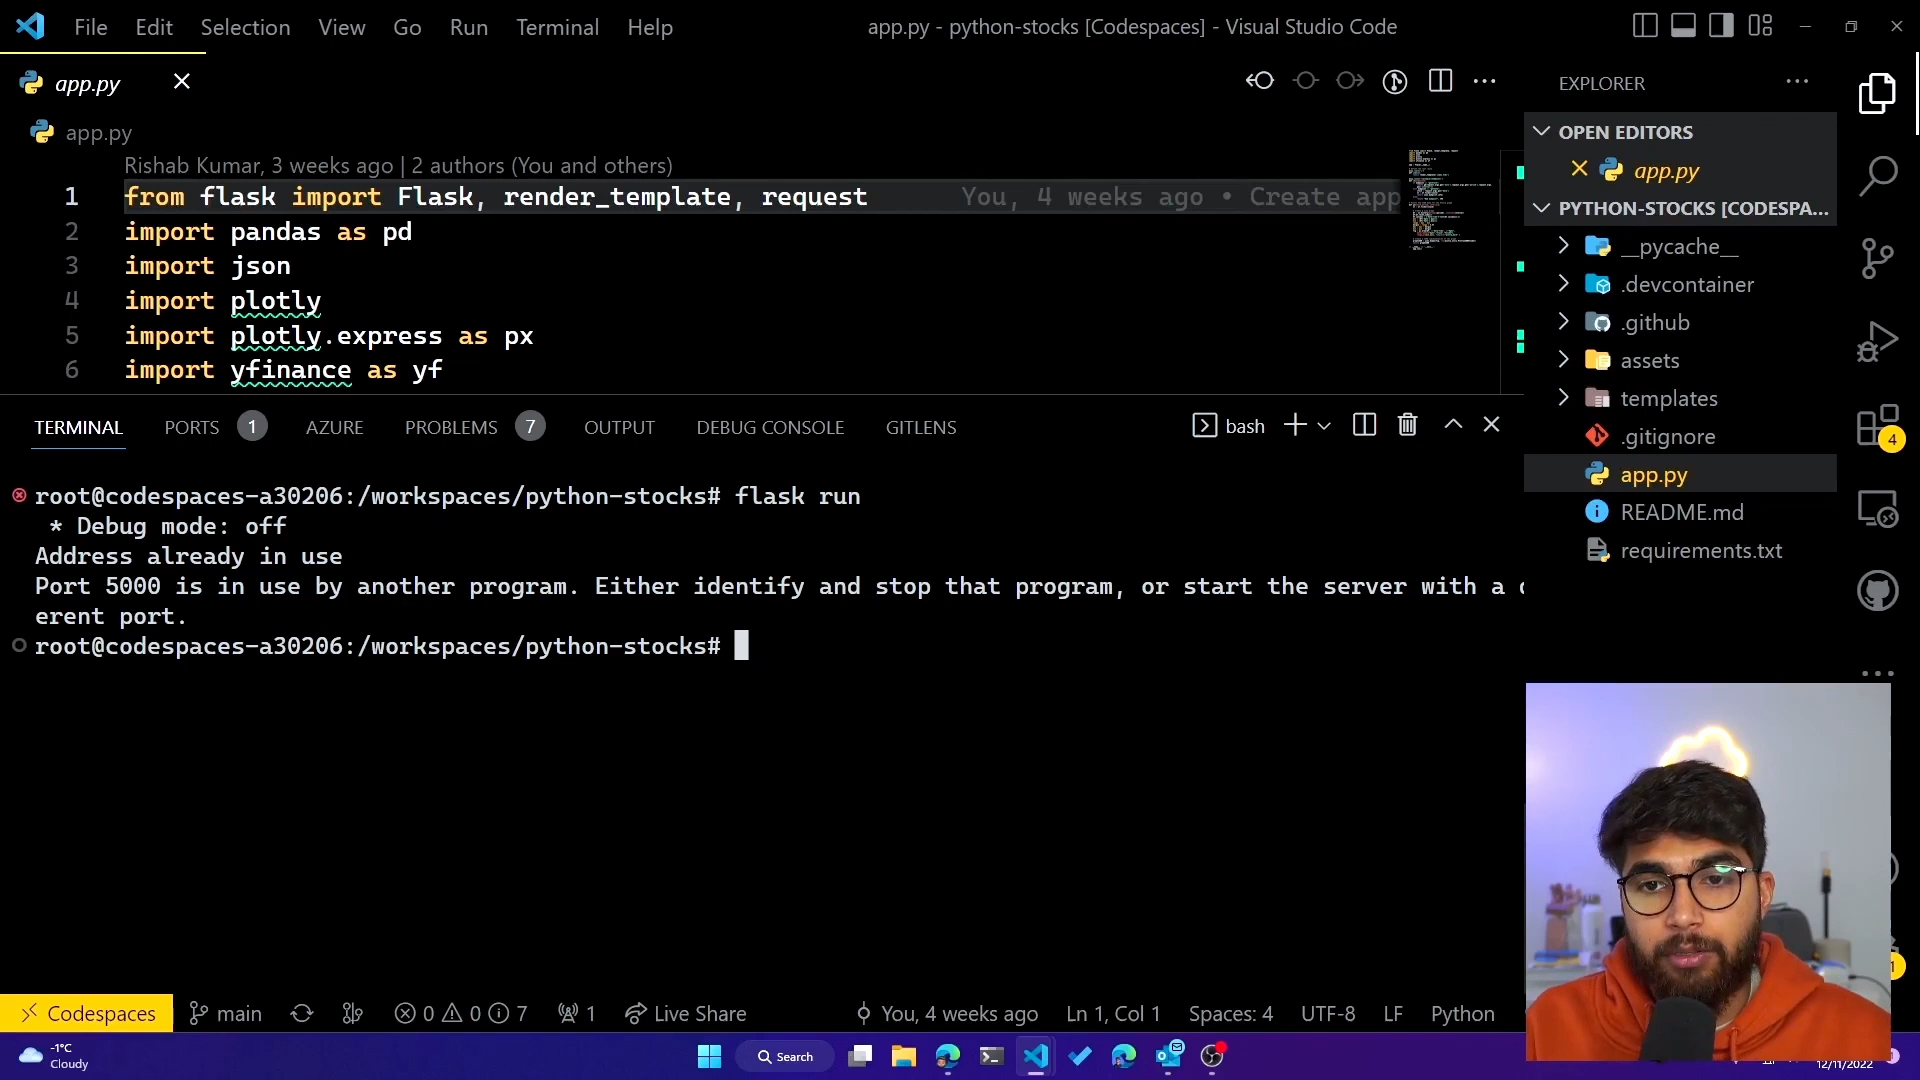 File Edit Selection View Go Run Terminal Help
app.py - python-stocks [Codespaces] - Visual Studio Code
app.py
app.py
Rishab Kumar, 3 weeks ago | 2 authors (You and others)
1 from flask import Flask, render_template, request You, 4 weeks ago • Create app
2 import pandas as pd
3 import json
4 import plotly
5 import plotly.express as px
6 import yfinance as yf
TERMINAL PORTS 1 AZURE PROBLEMS 7 OUTPUT DEBUG CONSOLE GITLENS
bash
root@codespaces-a30206:/workspaces/python-stocks# flask run
* Debug mode: off
Address already in use
Port 5000 is in use by another program. Either identify and stop that program, or start the server with a
erent port.
root@codespaces-a30206:/workspaces/python-stocks#
EXPLORER
OPEN EDITORS
app.py
PYTHON-STOCKS [CODESPA...
__pycache__
.devcontainer
.github
assets
templates
.gitignore
app.py
README.md
requirements.txt
4
1
Codespaces main 0 0 7 1 Live Share You, 4 weeks ago Ln 1, Col 1 Spaces: 4 UTF-8 LF Python
-1°C
Cloudy
Search
12/11/2022